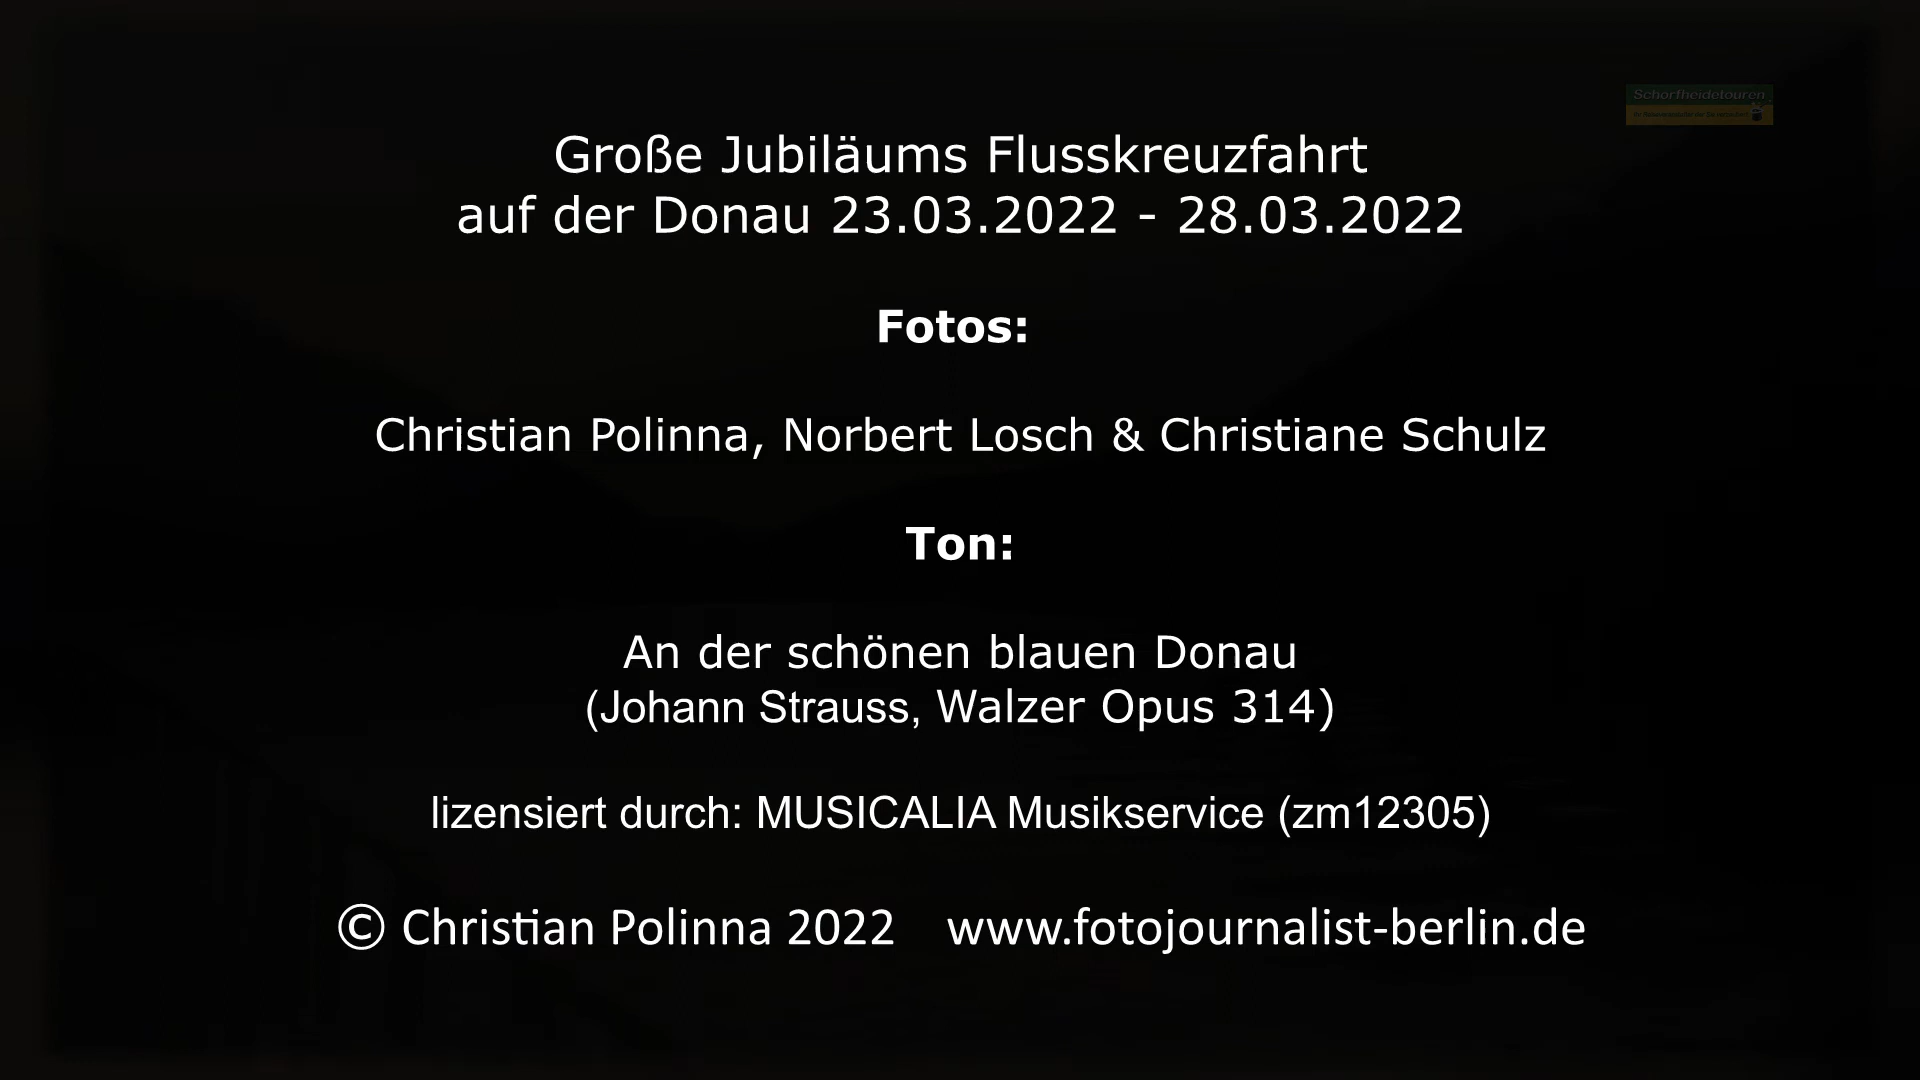 Schorfheidetouren
Große Jubiläums Flusskreuzfahrt
auf der Donau 23.03.2022 - 28.03.2022
Fotos:
Christian Polinna, Norbert Losch & Christiane Schulz
Ton:
An der schönen blauen Donau
(Johann Strauss, Walzer Opus 314)
lizensiert durch: MUSICALIA Musikservice (zm12305)
© Christian Polinna 2022 www.fotojournalist-berlin.de